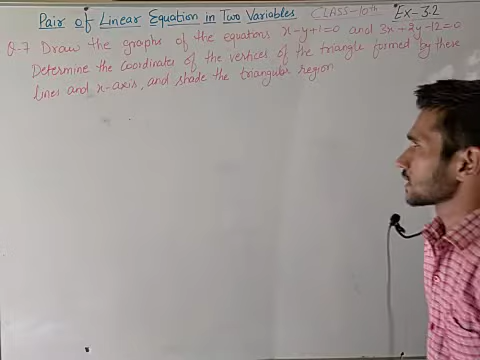 Pair of Linear Equation in Two Variables CLASS-10th Ex-3.2
Q-7 Draw the graphs of the equations x-y+1=0 and 3x+2y-12=0
Determine the coordinates of the vertices of the triangle formed by these
lines and x-axis, and shade the triangular region